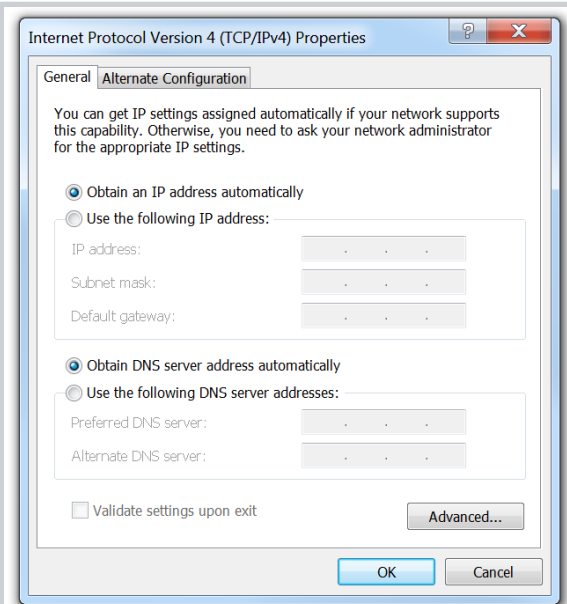 Internet Protocol Version 4 (TCP/IPv4) Properties
?
X
General
Alternate Configuration
You can get IP settings assigned automatically if your network supports
this capability. Otherwise, you need to ask your network administrator
for the appropriate IP settings.
Obtain an IP address automatically
Use the following IP address:
IP address:
Subnet mask:
Default gateway:
Obtain DNS server address automatically
Use the following DNS server addresses:
Preferred DNS server:
Alternate DNS server:
Validate settings upon exit
Advanced...
OK
Cancel